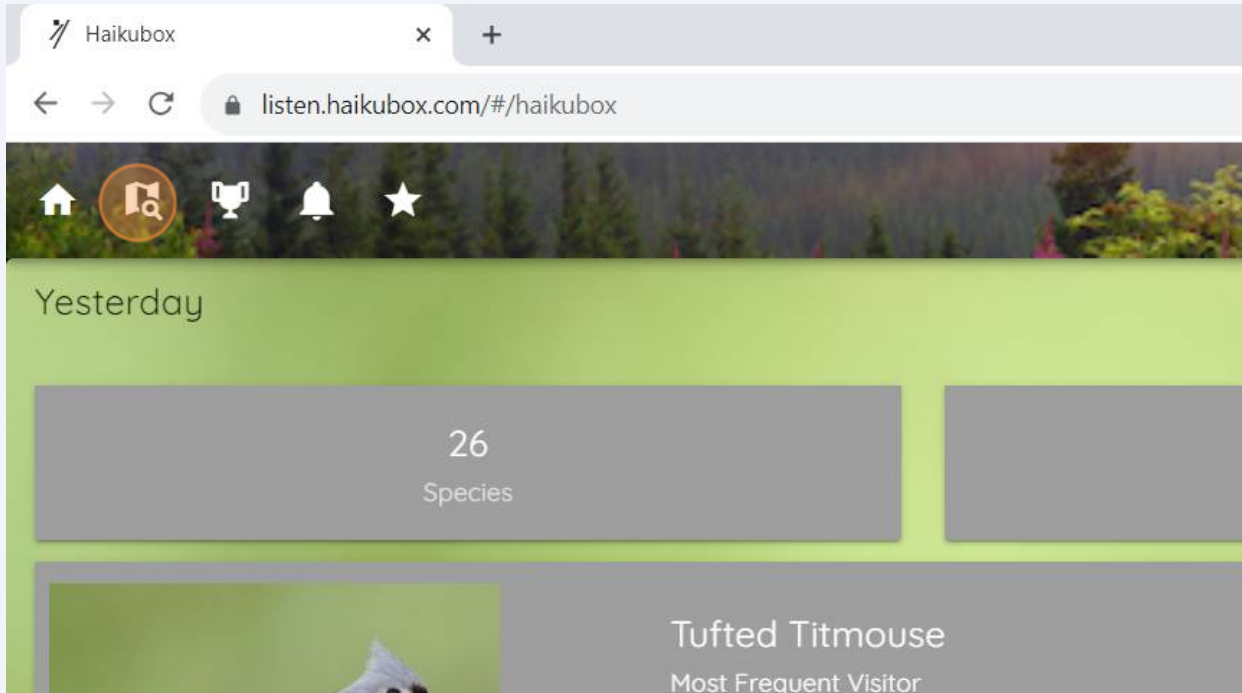 Haikubox
listen.haikubox.com/#/haikubox
Yesterday
26
Species
Tufted Titmouse
Most Frequent Visitor